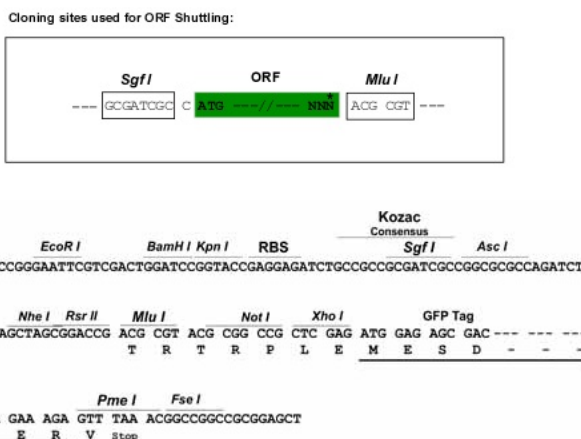 Cloning sites used for ORF Shuttling:
Sgf I ORF Mlu I
--- GCGATCGC C ATG ---//--- NNN* ACG CGT ---
Kozac
Consensus
EcoR I BamH I Kpn I RBS Sgf I Asc I
CCGGGAATTCGTCGACTGGATCCGGTACCGAGGAGATCTGCCGCCGCGATCGCCGGCGCGCCAGATCT
Nhe I Rsr II Mlu I Not I Xho I GFP Tag
AGCTAGCGGACCG ACG CGT ACG CGG CCG CTC GAG ATG GAG AGC GAC--- --- ---
T R T R P L E M E S D - - -
Pme I Fse I
GAA AGA GTT TAA ACGGCCGGCCGCGGAGCT
E R V Stop